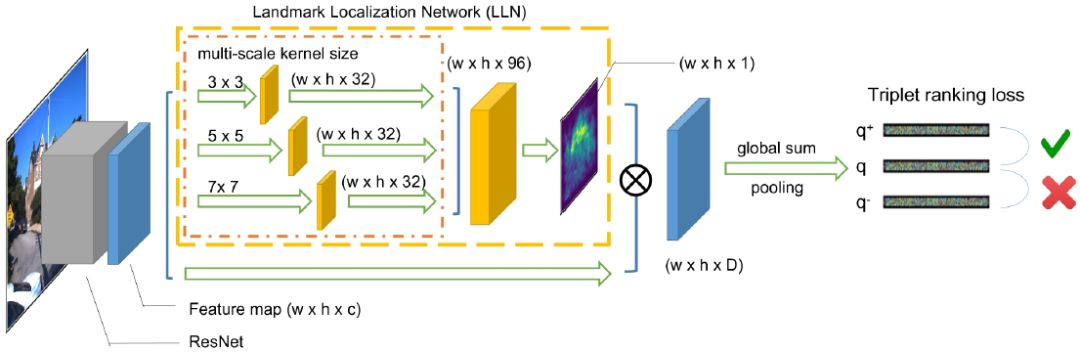 Landmark Localization Network (LLN)
multi-scale kernel size
3 x 3
(w x h x 32)
5 x 5
(w x h x 32)
7x 7
(w x h x 32)
(w x h x 96)
(w x h x 1)
global sum
pooling
(w x h x D)
Triplet ranking loss
q+
q
q-
Feature map (w x h x c)
ResNet